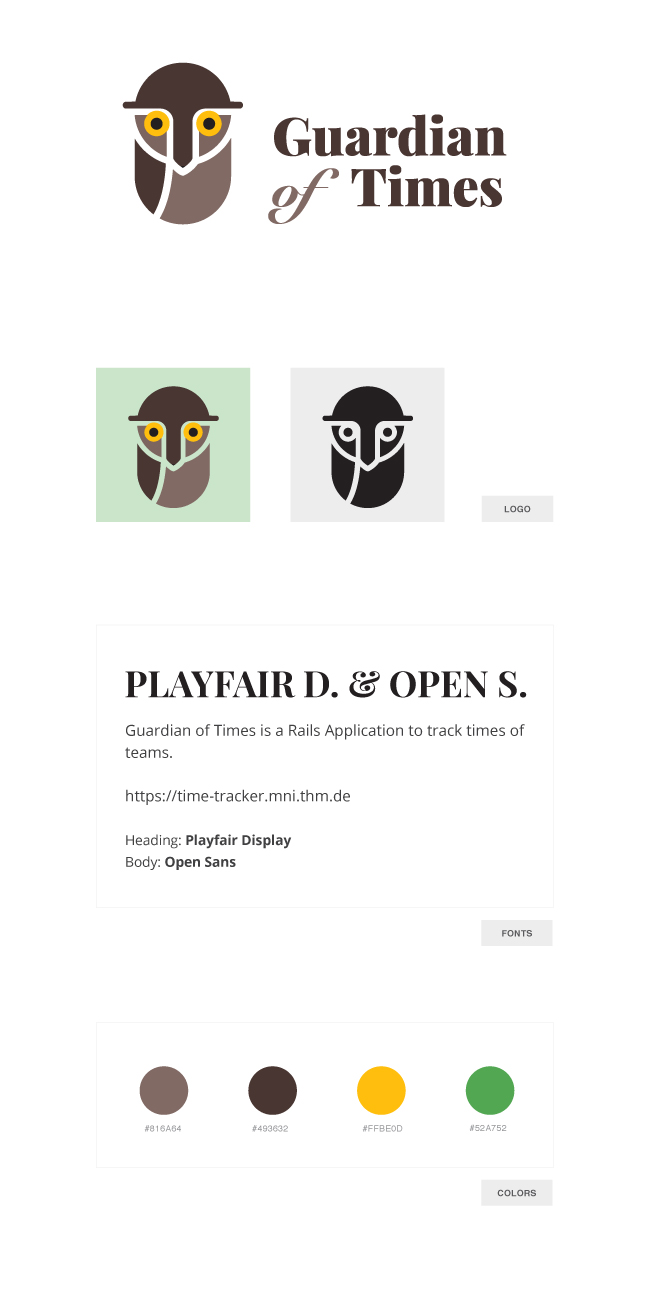 Guardian
of Times
LOGO
PLAYFAIR D. & OPEN S.
Guardian of Times is a Rails Application to track times of
teams.
https://time-tracker.mni.thm.de
Heading: Playfair Display
Body: Open Sans
FONTS
#816A64 #493632 #FFBE0D #52A752
COLORS